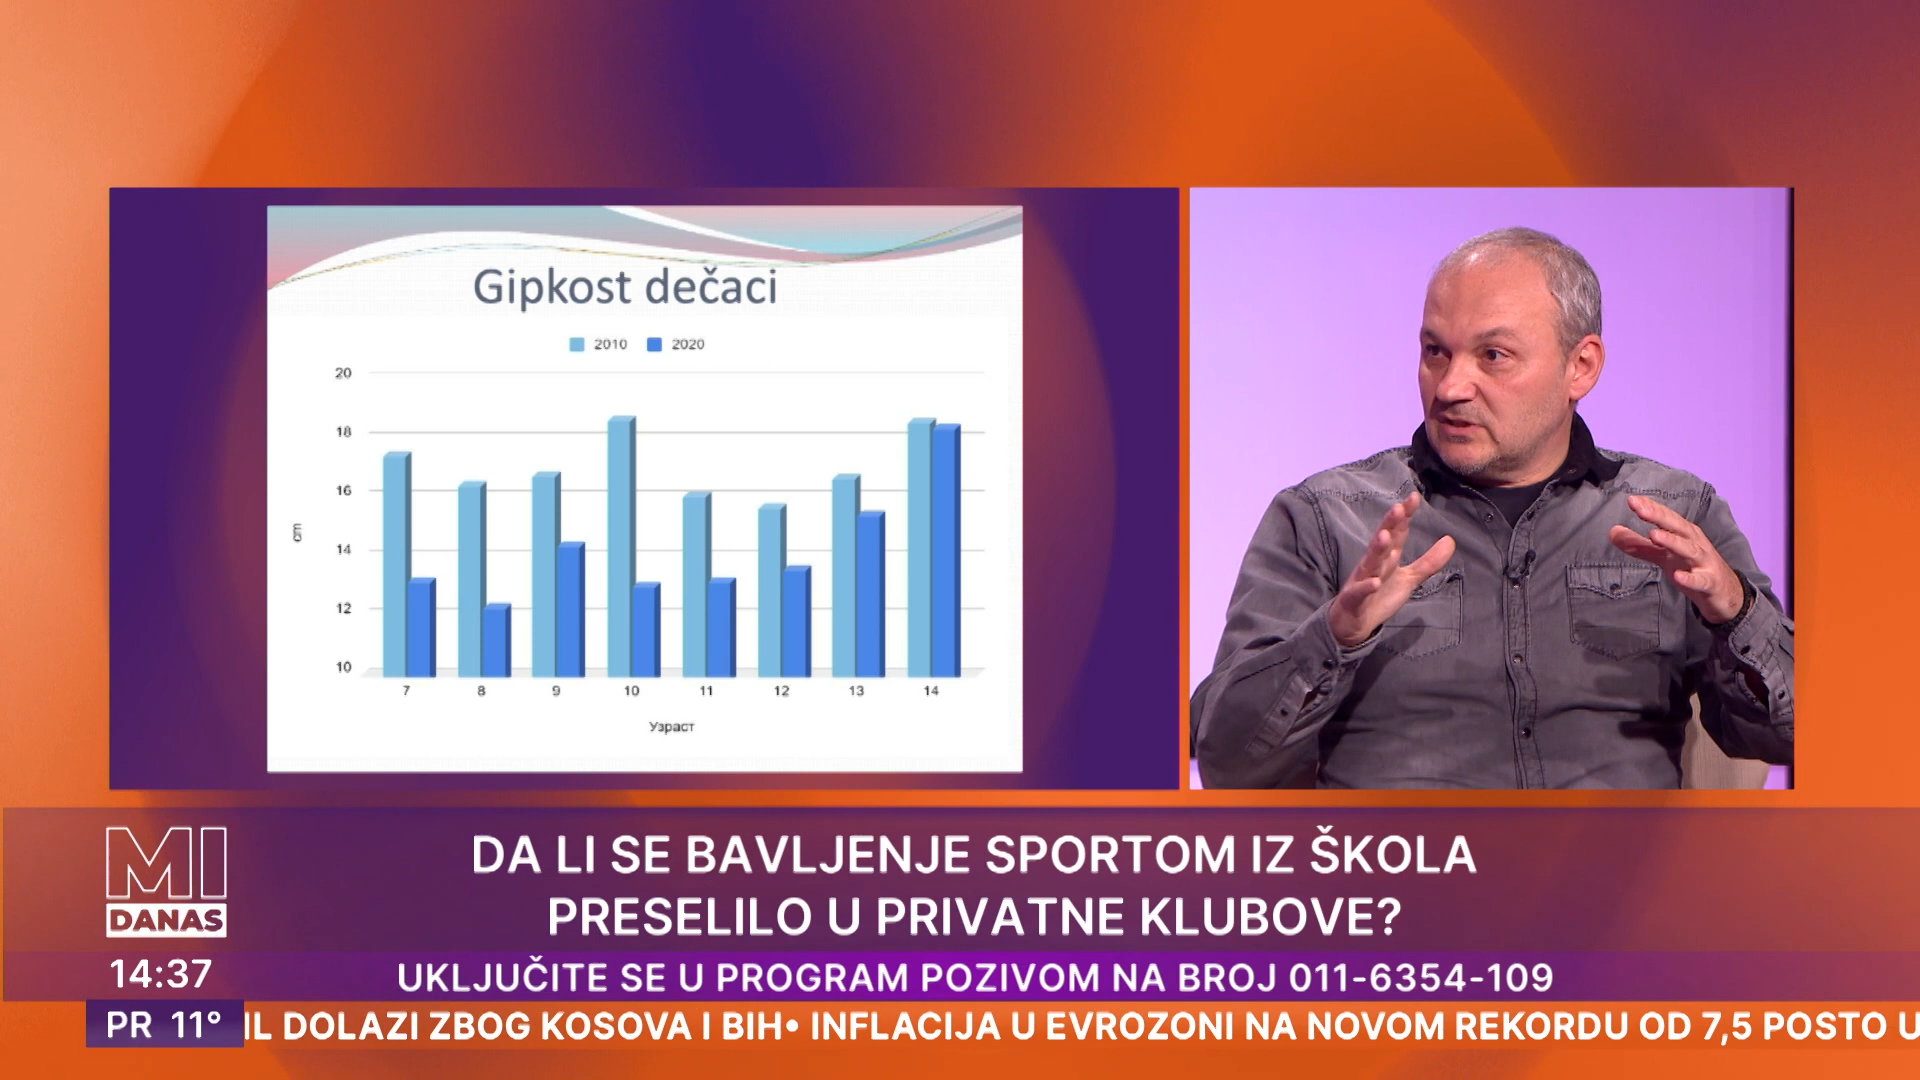 Gipkost dečaci
2010 2020
20
18
16
14
12
10
cm
7 8 9 10 11 12 13 14
Узраст
MI
DANAS
14:37
DA LI SE BAVLJENJE SPORTOM IZ ŠKOLA
PRESELILO U PRIVATNE KLUBOVE?
UKLJUČITE SE U PROGRAM POZIVOM NA BROJ 011-6354-109
PR 11°
IL DOLAZI ZBOG KOSOVA I BIH• INFLACIJA U EVROZONI NA NOVOM REKORDU OD 7,5 POSTO U